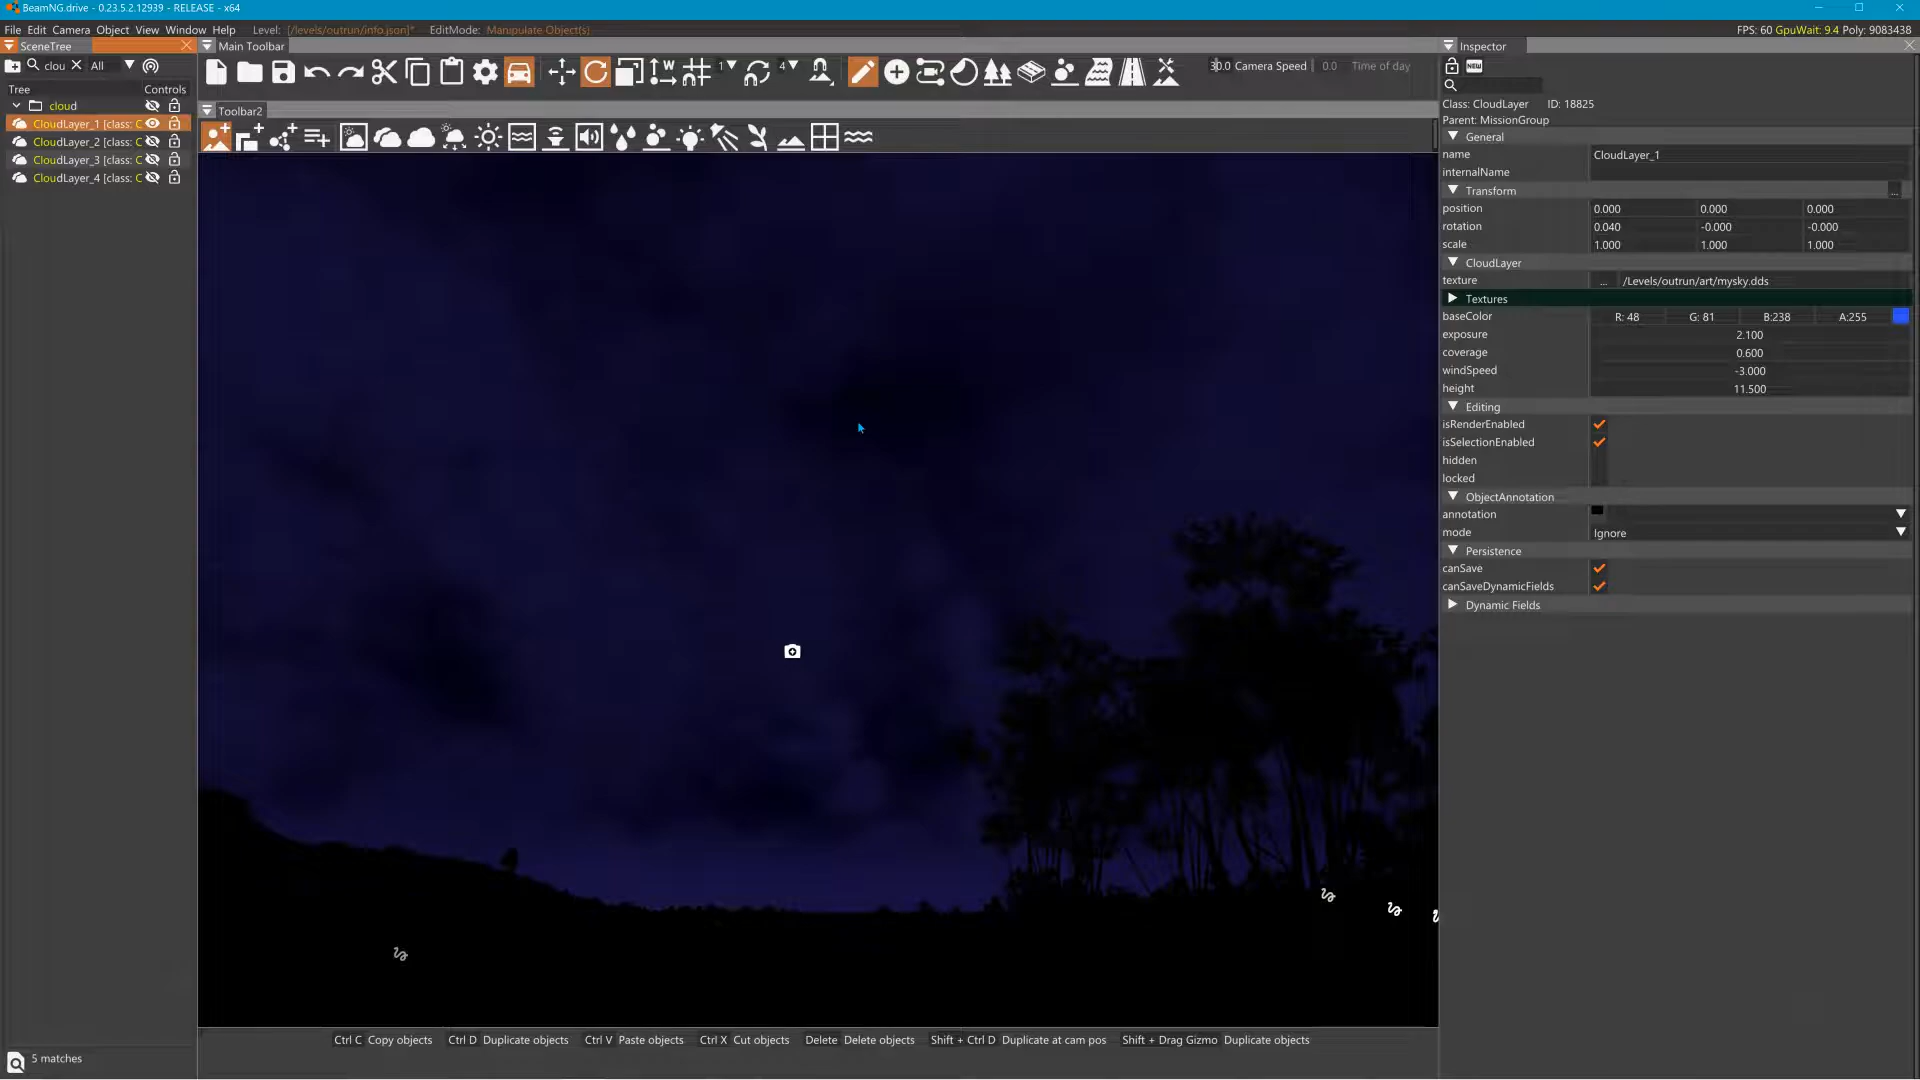 BeamNG.drive - 0.23.5.2.12939 - RELEASE - x64
File Edit Camera Object View Window Help Level: [/levels/outrun/info.json]* EditMode: Manipulate Object(s) FPS: 60 GpuWait: 9.4 Poly: 9083438
SceneTree
Main Toolbar
Inspector
clou All
1 4
30.0 Camera Speed 0.0 Time of day
NEW
Tree Controls
Toolbar2
cloud
CloudLayer_1 [class: C
CloudLayer_2 [class: C
CloudLayer_3 [class: C
CloudLayer_4 [class: C
5 matches
Class: CloudLayer ID: 18825
Parent: MissionGroup
General
name CloudLayer_1
internalName
Transform ...
position 0.000 0.000 0.000
rotation 0.040 -0.000 -0.000
scale 1.000 1.000 1.000
CloudLayer
texture ... /Levels/outrun/art/mysky.dds
Textures
baseColor R: 48 G: 81 B:238 A:255
exposure 2.100
coverage 0.600
windSpeed -3.000
height 11.500
Editing
isRenderEnabled
isSelectionEnabled
hidden
locked
ObjectAnnotation
annotation
mode Ignore
Persistence
canSave
canSaveDynamicFields
Dynamic Fields
Ctrl C Copy objects Ctrl D Duplicate objects Ctrl V Paste objects Ctrl X Cut objects Delete Delete objects Shift + Ctrl D Duplicate at cam pos Shift + Drag Gizmo Duplicate objects